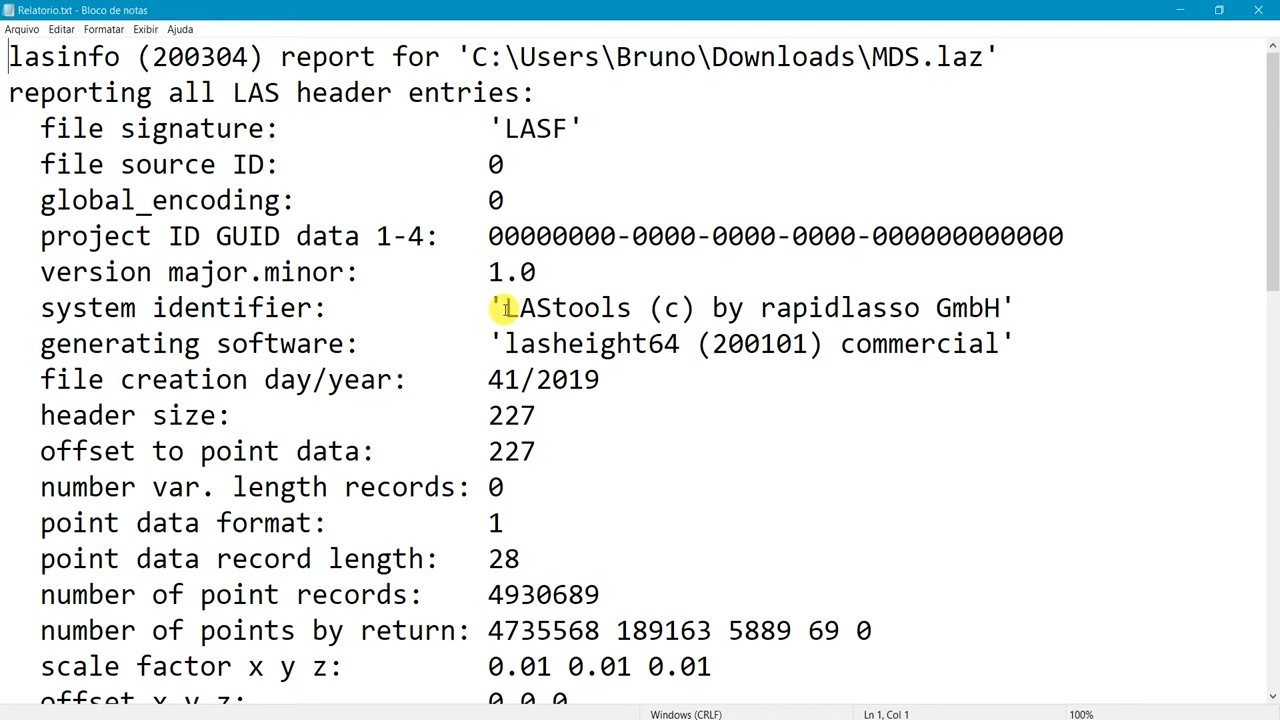 Relatorio.txt - Bloco de notas
Arquivo Editar Formatar Exibir Ajuda
lasinfo (200304) report for 'C:\Users\Bruno\Downloads\MDS.laz'
reporting all LAS header entries:
file signature: 'LASF'
file source ID: 0
global_encoding: 0
project ID GUID data 1-4: 00000000-0000-0000-0000-000000000000
version major.minor: 1.0
system identifier: 'LAStools (c) by rapidlasso GmbH'
generating software: 'lasheight64 (200101) commercial'
file creation day/year: 41/2019
header size: 227
offset to point data: 227
number var. length records: 0
point data format: 1
point data record length: 28
number of point records: 4930689
number of points by return: 4735568 189163 5889 69 0
scale factor x y z: 0.01 0.01 0.01
offset x y z: 0 0 0
Windows (CRLF) Ln 1, Col 1 100%